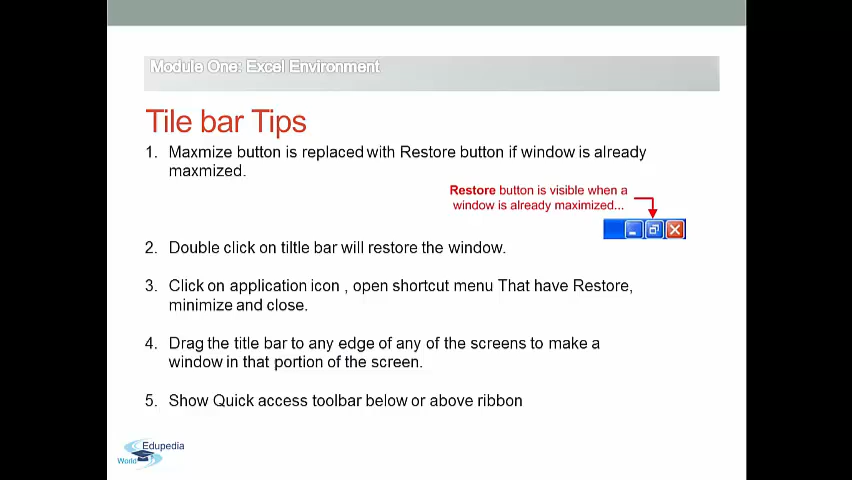 Module One: Excel Environment
Tile bar Tips
1. Maxmize button is replaced with Restore button if window is already
maxmized.
Restore button is visible when a
window is already maximized...
2. Double click on tiltle bar will restore the window.
3. Click on application icon , open shortcut menu That have Restore,
minimize and close.
4. Drag the title bar to any edge of any of the screens to make a
window in that portion of the screen.
5. Show Quick access toolbar below or above ribbon
Edupedia
World